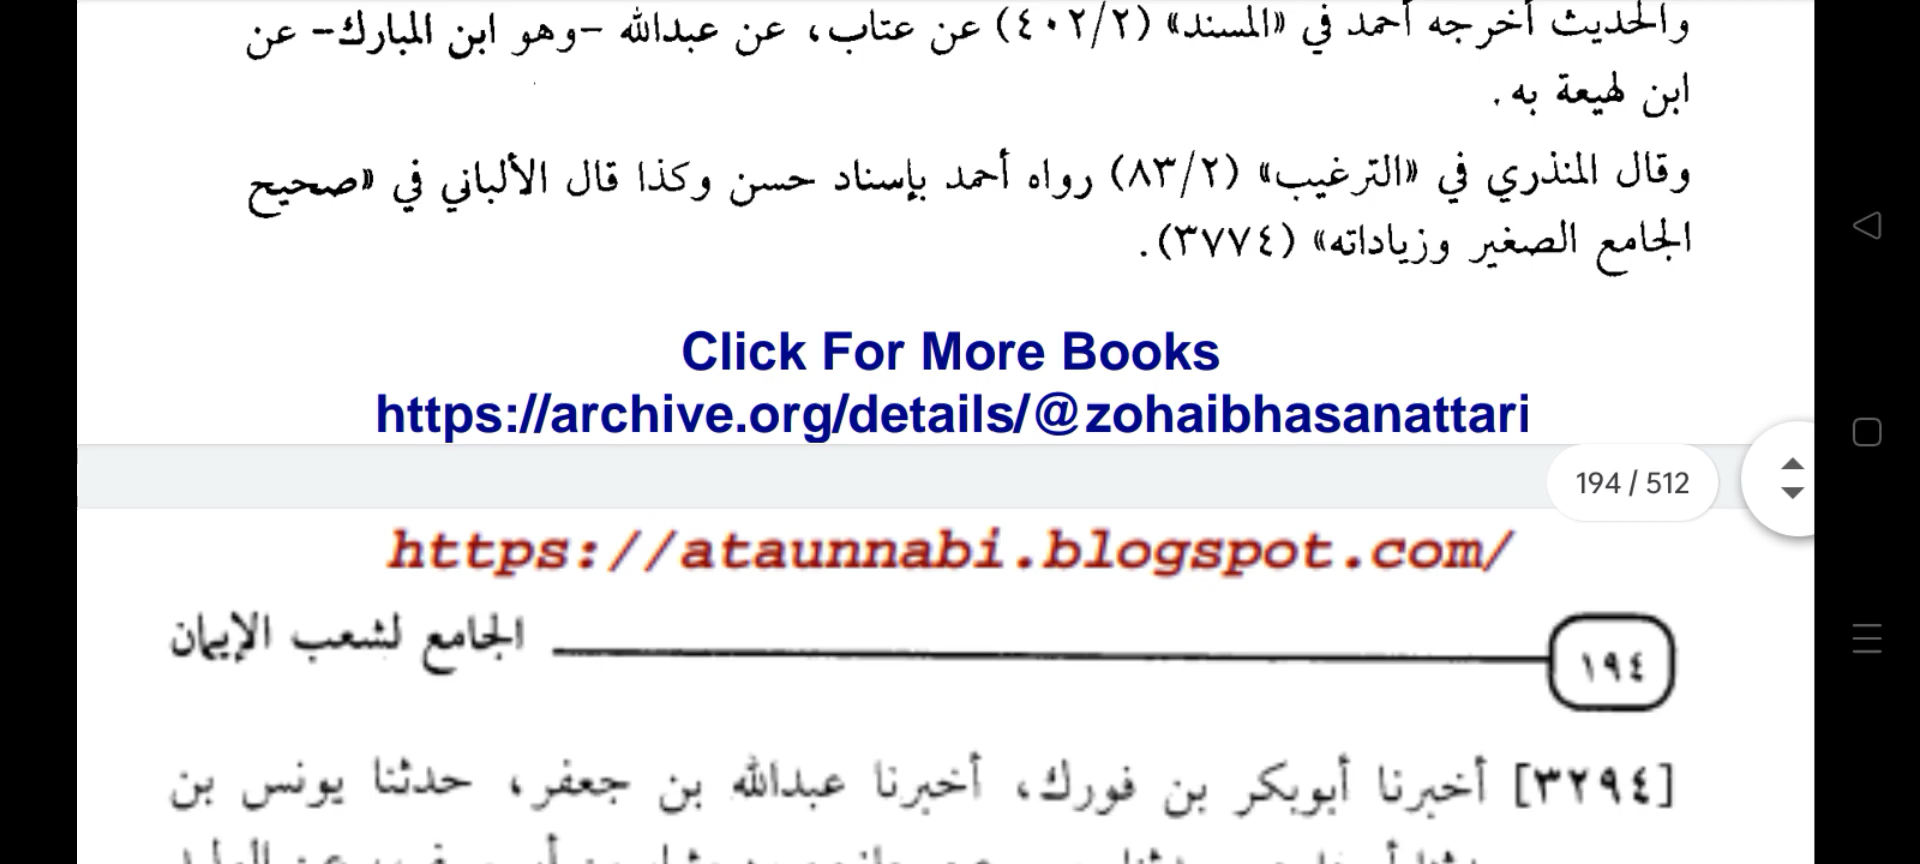 والحديث أخرجه أحمد في «المسند» (٤٠٢/٢) عن عتاب، عن عبدالله -وهو ابن المبارك- عن
ابن لهيعة به .
وقال المنذري في «الترغيب» (٨٣/٢) رواه أحمد بإسناد حسن وكذا قال الألباني في «صحيح
الجامع الصغير وزياداته» (٣٧٧٤).
Click For More Books
https://archive.org/details/@zohaibhasanattari
194 / 512
https://ataunnabi.blogspot.com/
١٩٤ الجامع لشعب الإيمان
[٣٢٩٤] أخبرنا أبوبكر بن فورك، أخبرنا عبدالله بن جعفر، حدثنا يونس بن